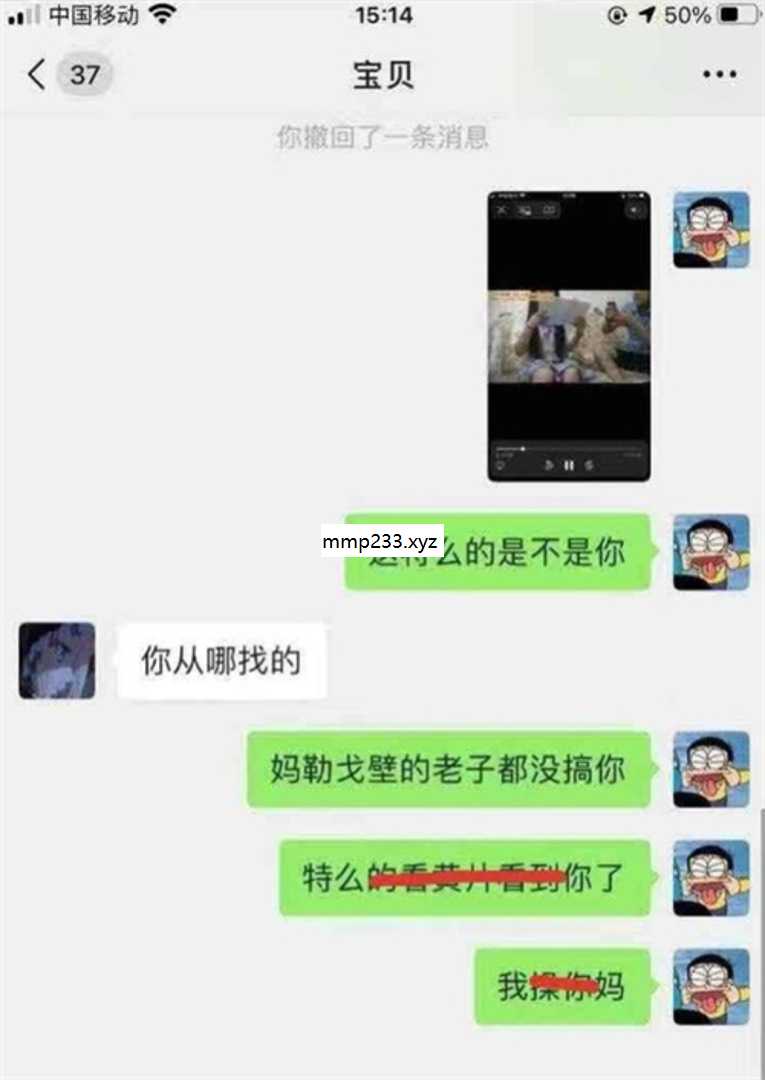 中国移动
15:14
50%
37
宝贝
你撤回了一条消息
mmp233.xyz
么的是不是你
你从哪找的
妈勒戈壁的老子都没搞你
特么的看黄片看到你了
我操你妈